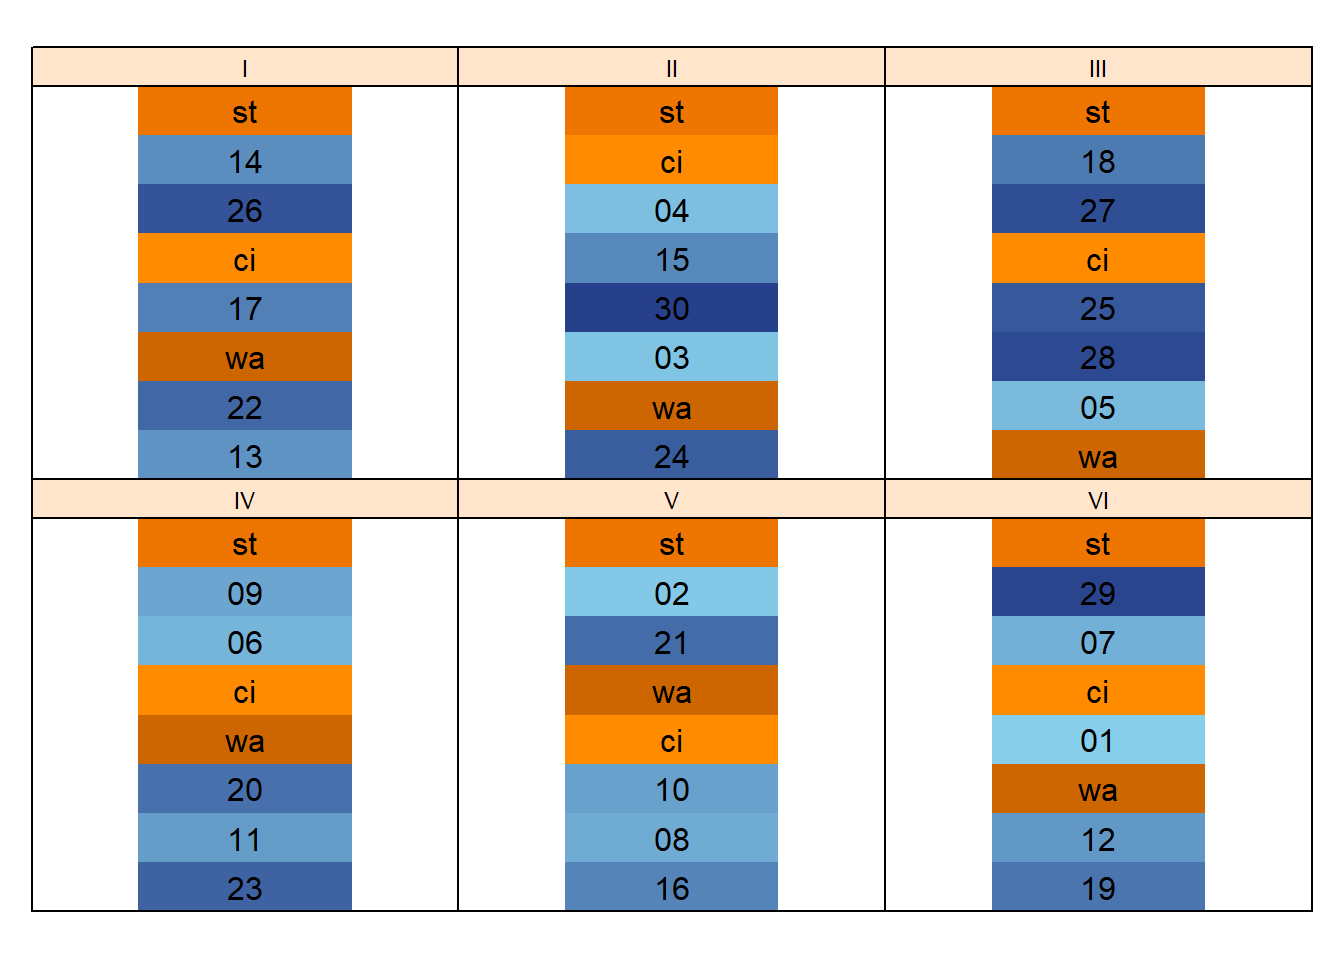 I II III
st st st
14 ci 18
26 04 27
ci 15 ci
17 30 25
wa 03 28
22 wa 05
13 24 wa
IV V VI
st st st
09 02 29
06 21 07
ci wa ci
wa ci 01
20 10 wa
11 08 12
23 16 19